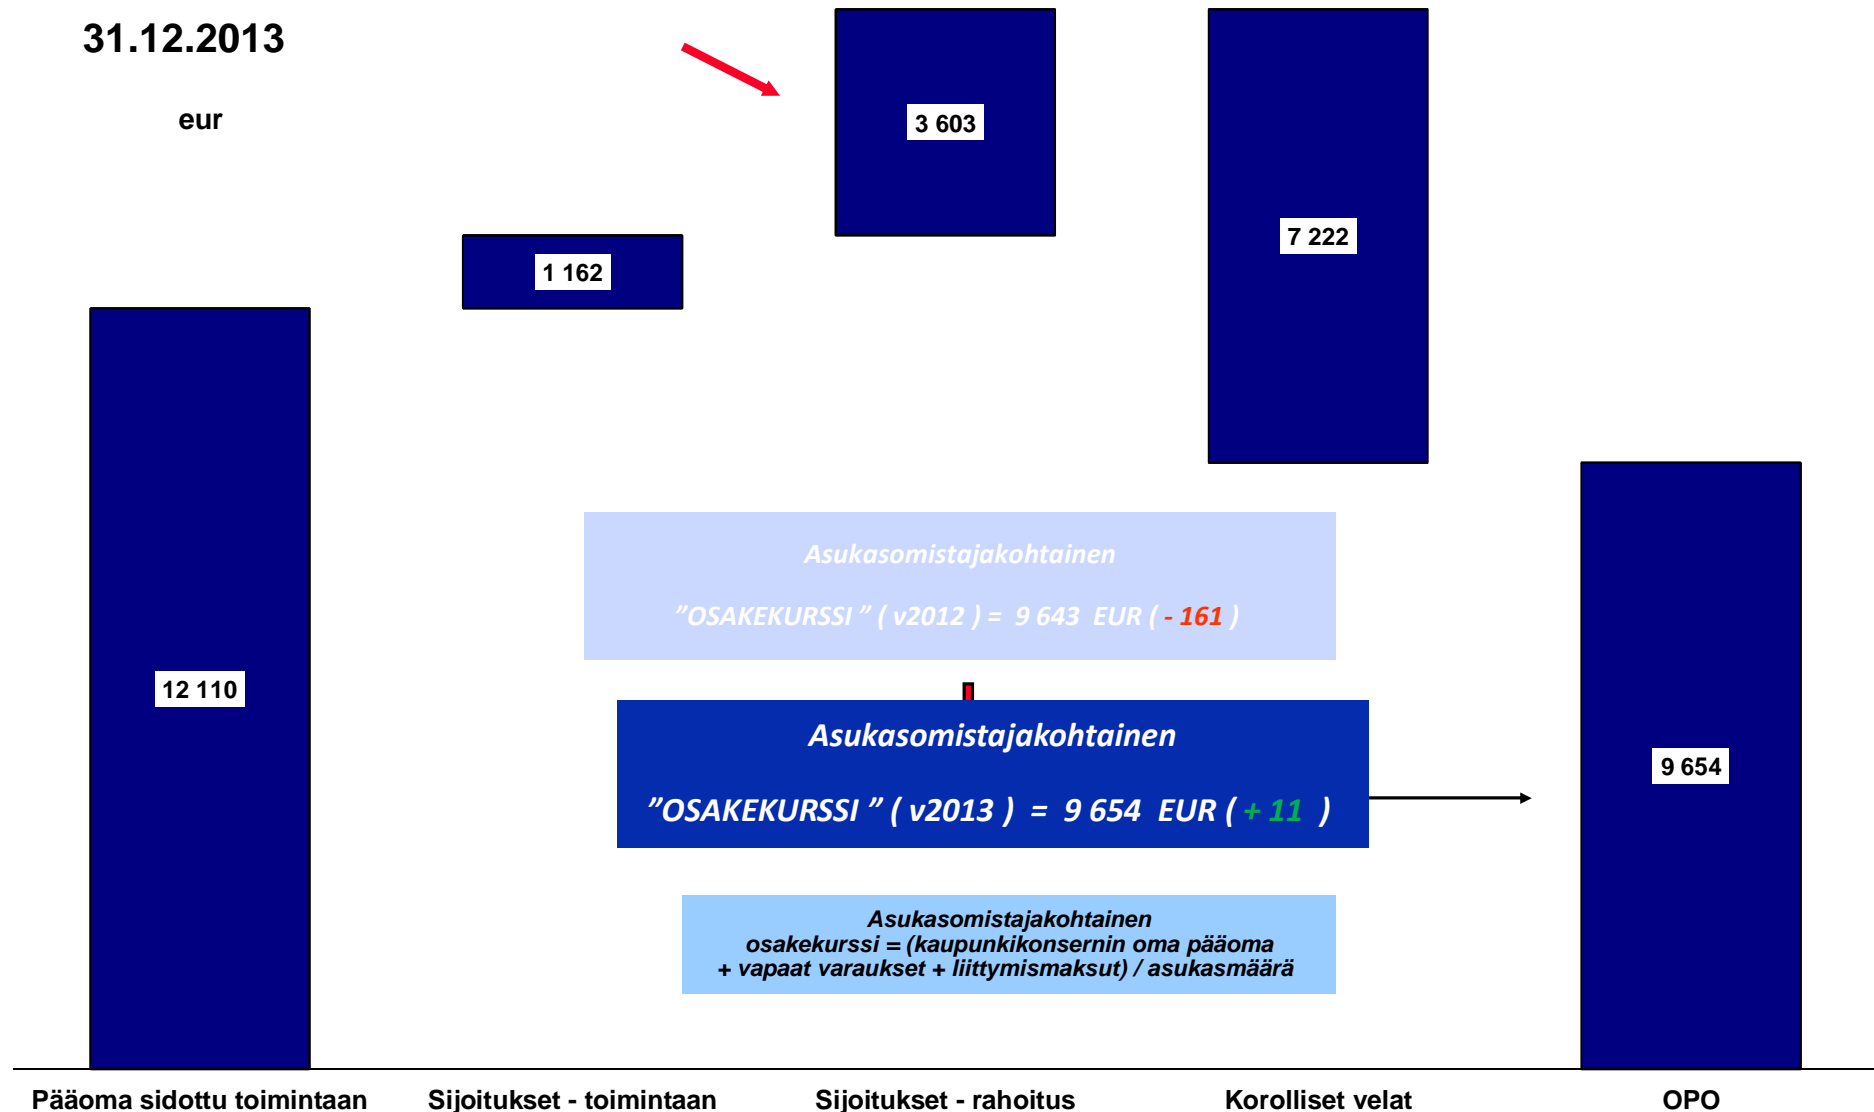 31.12.2013
eur
3 603
7 222
1 162
12 110
9 654
Asukasomistajakohtainen
”OSAKEKURSSI ” ( v2012 ) = 9 643 EUR ( - 161 )
Asukasomistajakohtainen
”OSAKEKURSSI ” ( v2013 ) = 9 654 EUR ( + 11 )
Asukasomistajakohtainen
osakekurssi = (kaupunkikonsernin oma pääoma
+ vapaat varaukset + liittymismaksut) / asukasmäärä
Pääoma sidottu toimintaan Sijoitukset - toimintaan Sijoitukset - rahoitus Korolliset velat OPO